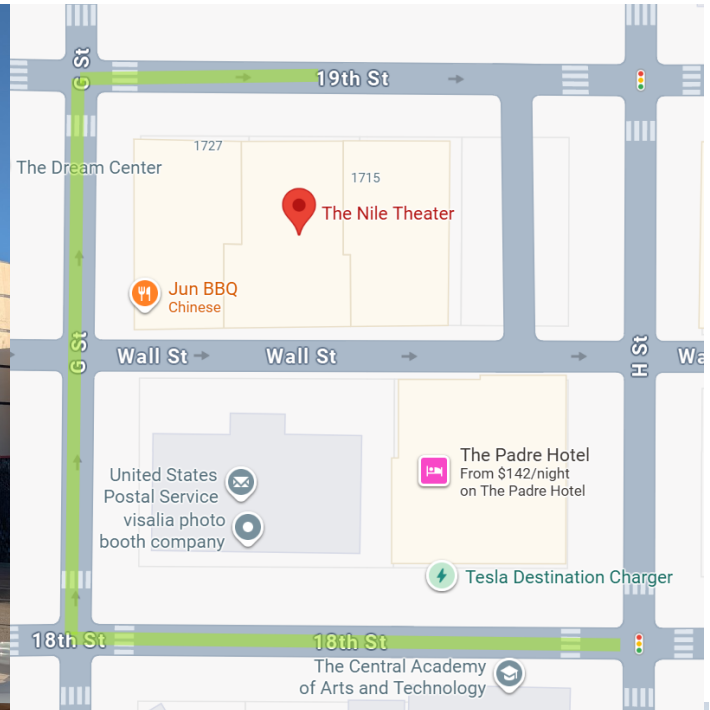 G St
19th St
1727
The Dream Center
1715
The Nile Theater
Jun BBQ
Chinese
G St
Wall St
Wall St
H St
Wa
The Padre Hotel
From $142/night
on The Padre Hotel
United States
Postal Service
visalia photo
booth company
Tesla Destination Charger
18th St
18th St
The Central Academy
of Arts and Technology